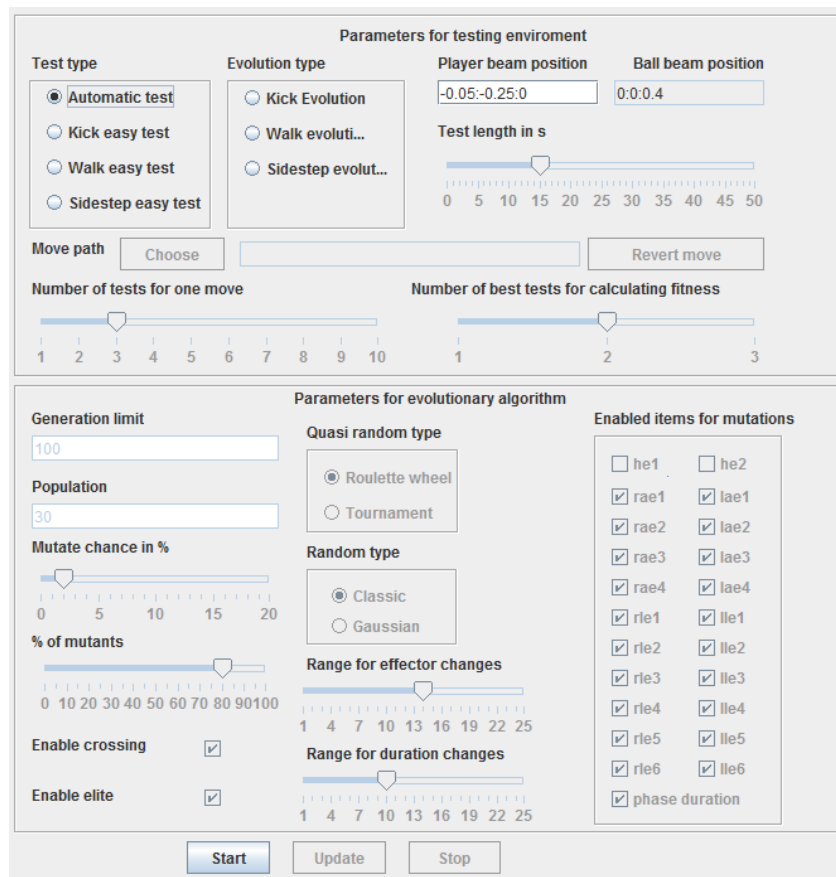 Parameters for testing enviroment
Test type
Evolution type
Player beam position
Ball beam position
Automatic test
Kick easy test
Walk easy test
Sidestep easy test
Kick Evolution
Walk evoluti...
Sidestep evolut...
-0.05:-0.25:0
0:0:0.4
Test length in s
0 5 10 15 20 25 30 35 40 45 50
Move path
Choose
Revert move
Number of tests for one move
1 2 3 4 5 6 7 8 9 10
Number of best tests for calculating fitness
1 2 3
Parameters for evolutionary algorithm
Generation limit
100
Population
30
Mutate chance in %
0 5 10 15 20
% of mutants
0 10 20 30 40 50 60 70 80 90100
Enable crossing
Enable elite
Quasi random type
Roulette wheel
Tournament
Random type
Classic
Gaussian
Range for effector changes
1 4 7 10 13 16 19 22 25
Range for duration changes
1 4 7 10 13 16 19 22 25
Enabled items for mutations
he1 he2
rae1 lae1
rae2 lae2
rae3 lae3
rae4 lae4
rle1 lle1
rle2 lle2
rle3 lle3
rle4 lle4
rle5 lle5
rle6 lle6
phase duration
Start
Update
Stop